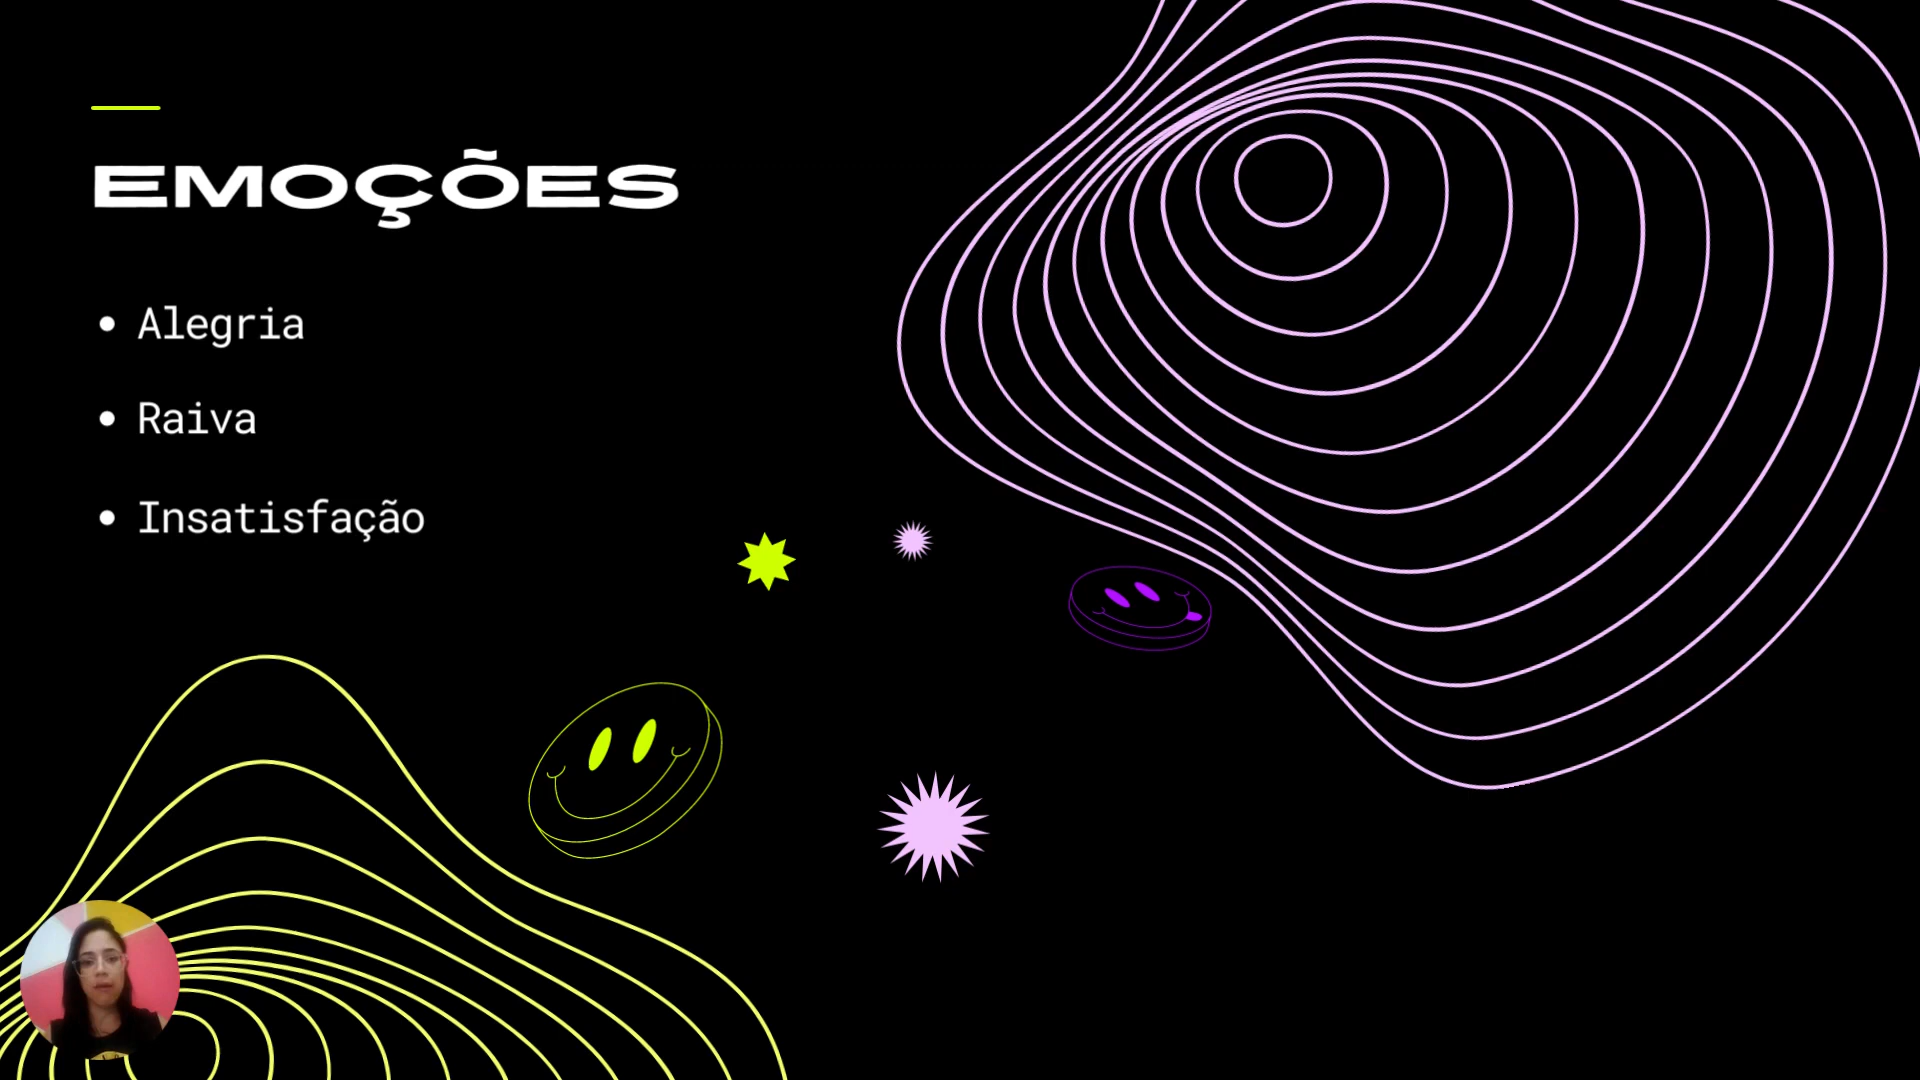 EMOÇÕES
• Alegria
• Raiva
• Insatisfação